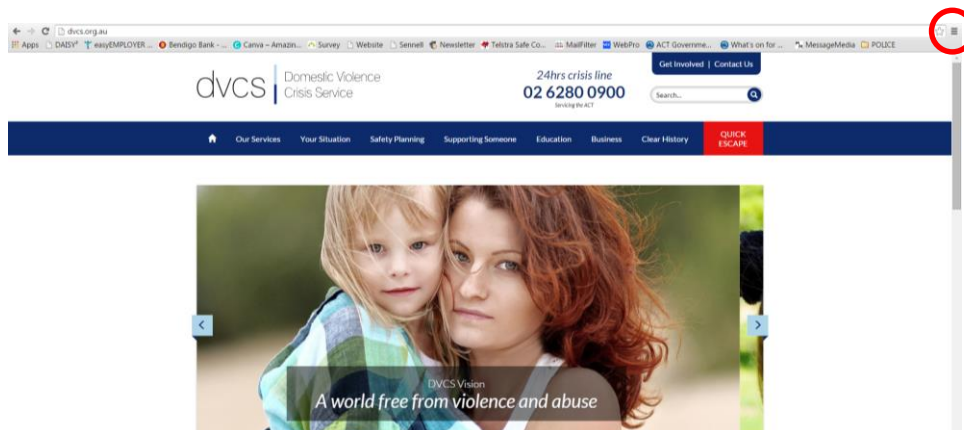 dvcs.org.au
Apps DAISY² easyEMPLOYER ... Bendigo Bank - ... Canva – Amazin... Survey Website Sennell Newsletter Telstra Safe Co... MailFilter WebPro ACT Governme... What's on for ... MessageMedia POLICE
Get Involved | Contact Us
dvcs Domestic Violence
Crisis Service
24hrs crisis line
02 6280 0900
Servicing the ACT
Search...
Our Services Your Situation Safety Planning Supporting Someone Education Business Clear History QUICK
ESCAPE
DVCS Vision
A world free from violence and abuse